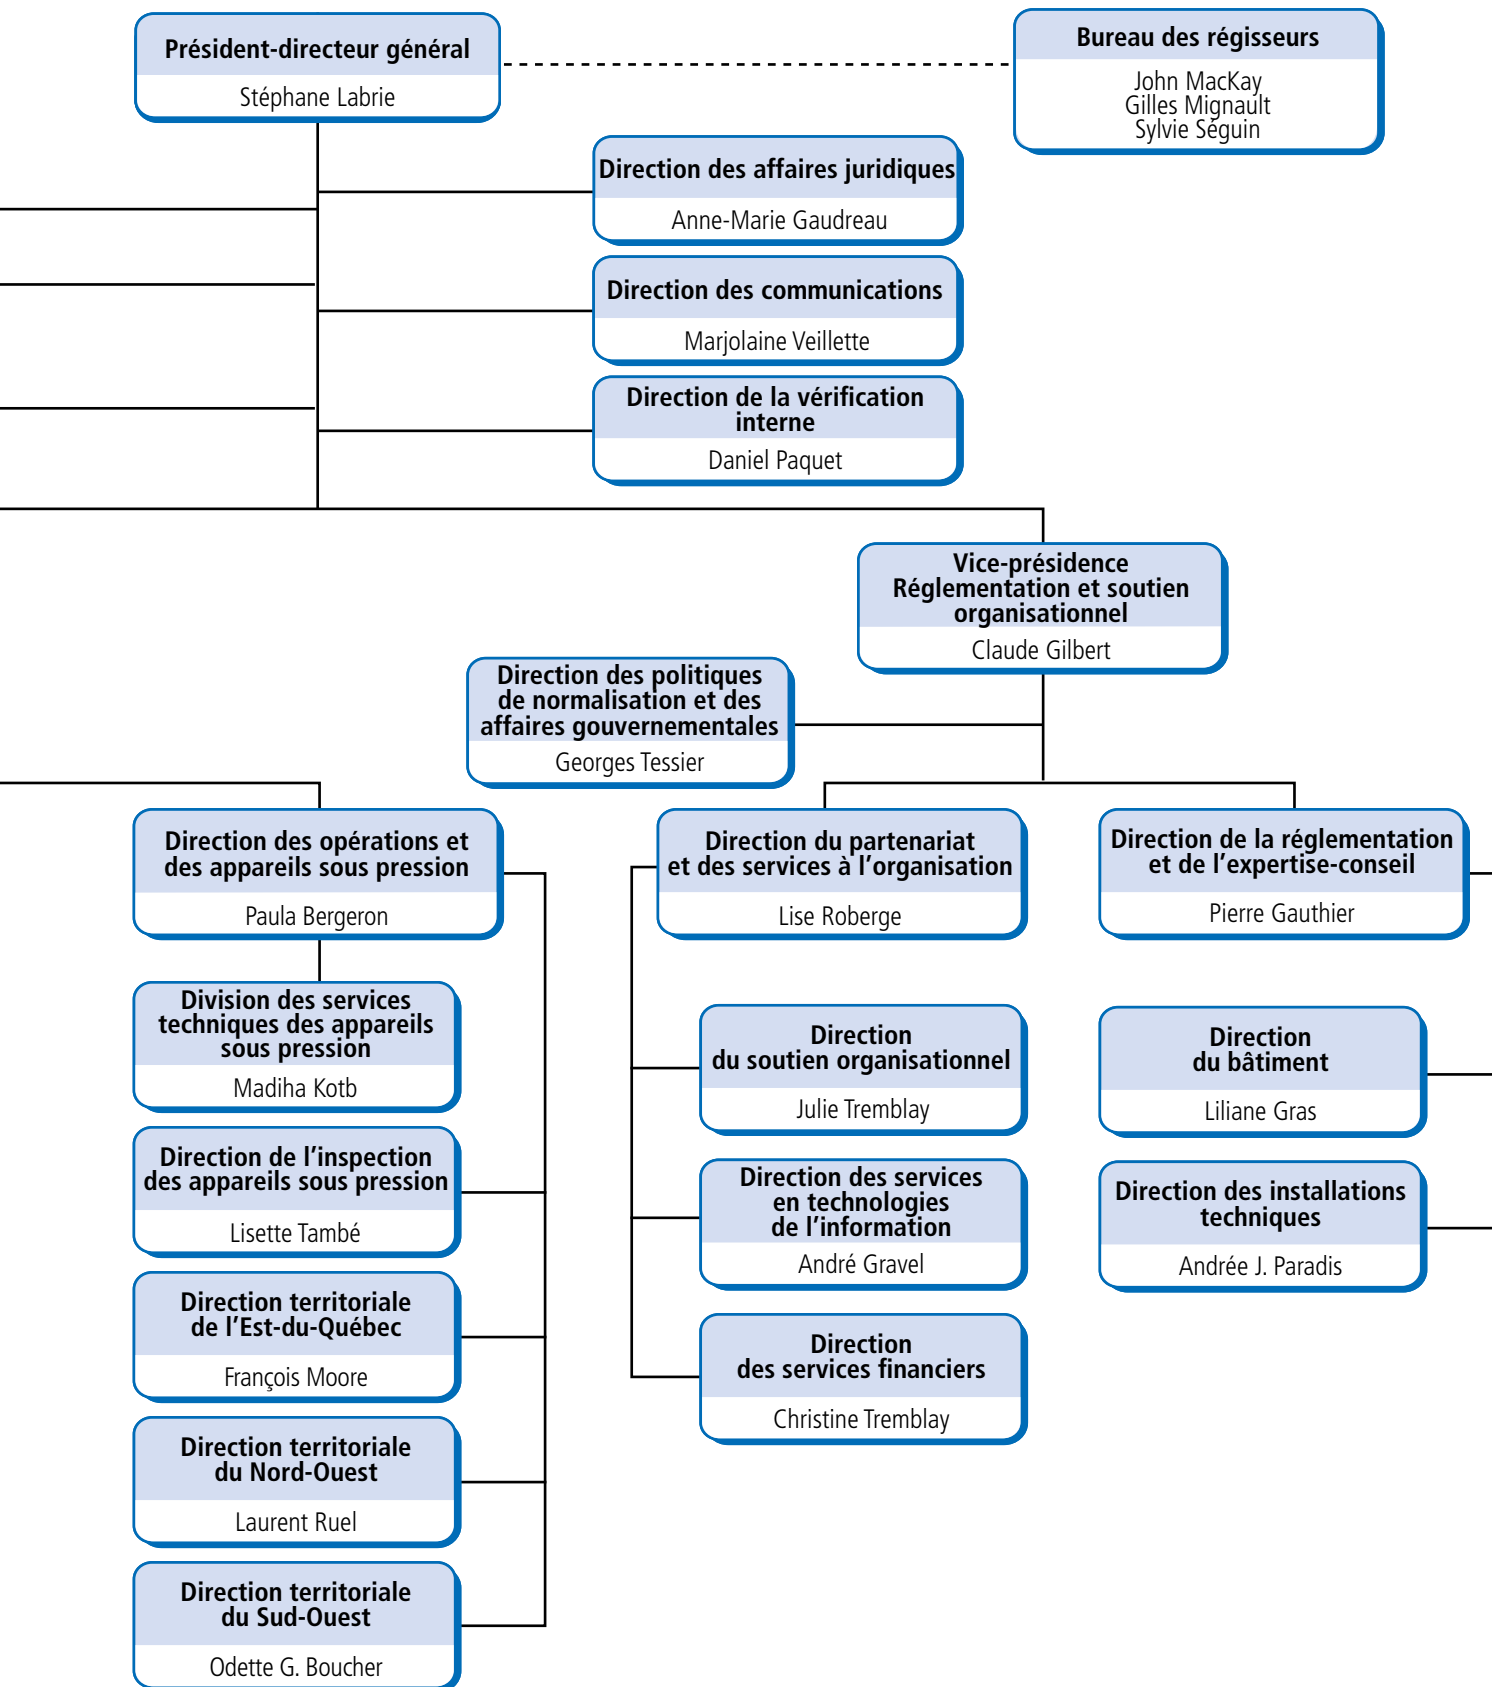 Président-directeur général
Stéphane Labrie
Bureau des régisseurs
John MacKay
Gilles Mignault
Sylvie Séguin
Direction des affaires juridiques
Anne-Marie Gaudreau
Direction des communications
Marjolaine Veillette
Direction de la vérification
interne
Daniel Paquet
Vice-présidence
Réglementation et soutien
organisationnel
Claude Gilbert
Direction des politiques
de normalisation et des
affaires gouvernementales
Georges Tessier
Direction des opérations et
des appareils sous pression
Paula Bergeron
Division des services
techniques des appareils
sous pression
Madiha Kotb
Direction de l’inspection
des appareils sous pression
Lisette També
Direction territoriale
de l’Est-du-Québec
François Moore
Direction territoriale
du Nord-Ouest
Laurent Ruel
Direction territoriale
du Sud-Ouest
Odette G. Boucher
Direction du partenariat
et des services à l’organisation
Lise Roberge
Direction
du soutien organisationnel
Julie Tremblay
Direction des services
en technologies
de l’information
André Gravel
Direction
des services financiers
Christine Tremblay
Direction de la réglementation
et de l’expertise-conseil
Pierre Gauthier
Direction
du bâtiment
Liliane Gras
Direction des installations
techniques
Andrée J. Paradis